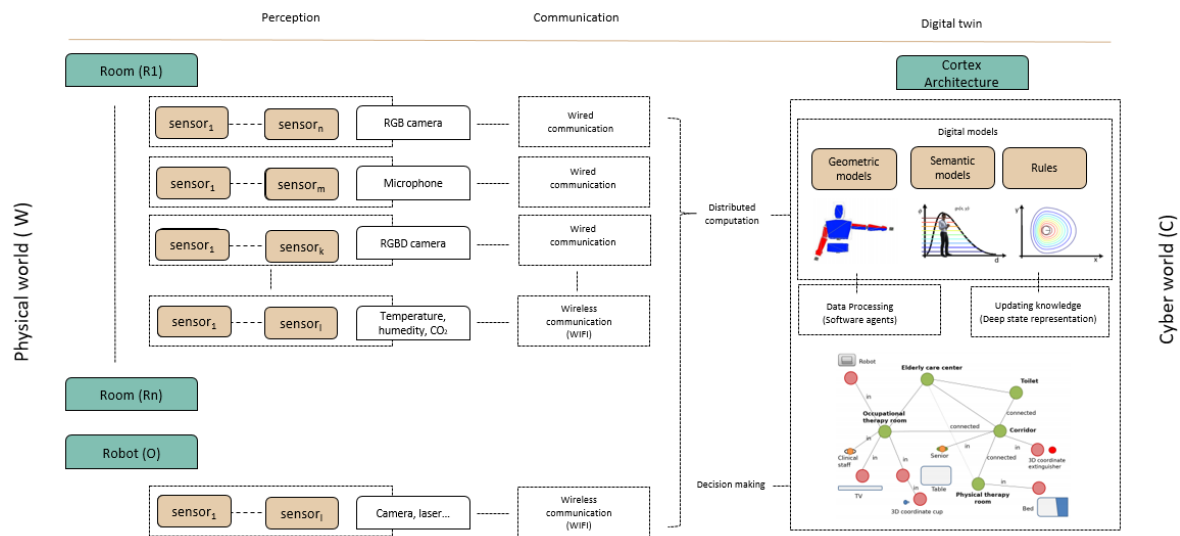 Perception
Communication
Digital twin
Physical world ( W)
Room (R1)
sensor1
sensorn
RGB camera
Wired
communication
sensor1
sensorm
Microphone
Wired
communication
sensor1
sensork
RGBD camera
Wired
communication
sensor1
sensorl
Temperature,
humedity, CO2
Wireless
communication
(WIFI)
Room (Rn)
Robot (O)
sensor1
sensorl
Camera, laser...
Wireless
communication
(WIFI)
Distributed
computation
Decision making
Cortex
Architecture
Digital models
Geometric
models
Semantic
models
Rules
d
y
x
Data Processing
(Software agents)
Updating knowledge
(Deep state representation)
Robot
Elderly care center
Toilet
in
connected
Occupational
therapy room
connected
Corridor
in
in
in
connected
in
Clinical
staff
Senior
3D coordinate
extinguisher
in
in
TV
Table
3D coordinate cup
Physical therapy
room
in
Bed
Cyber world (C)